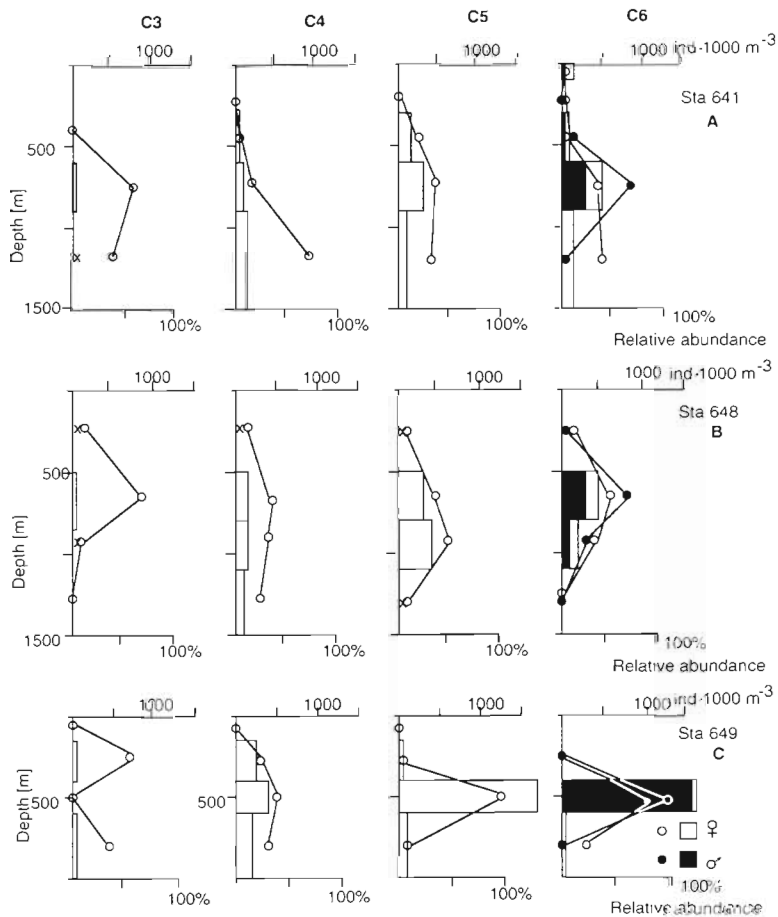 C3 C4 C5 C6
1000 1000 1000 1000 ind·1000 m⁻³
Sta 641
A
500
Depth [m]
x
1500
100% 100% 100% 100%
Relative abundance
1000 1000 1000 1000 ind·1000 m⁻³
Sta 648
B
x x x
500
Depth [m]
x
x
1500
100% 100% 100% 100%
Relative abundance
1000 1000 1000 1000 ind·1000 m⁻³
Sta 649
C
500 500
Depth [m]
♀
♂
100% 100% 100% 100%
Relative abundance